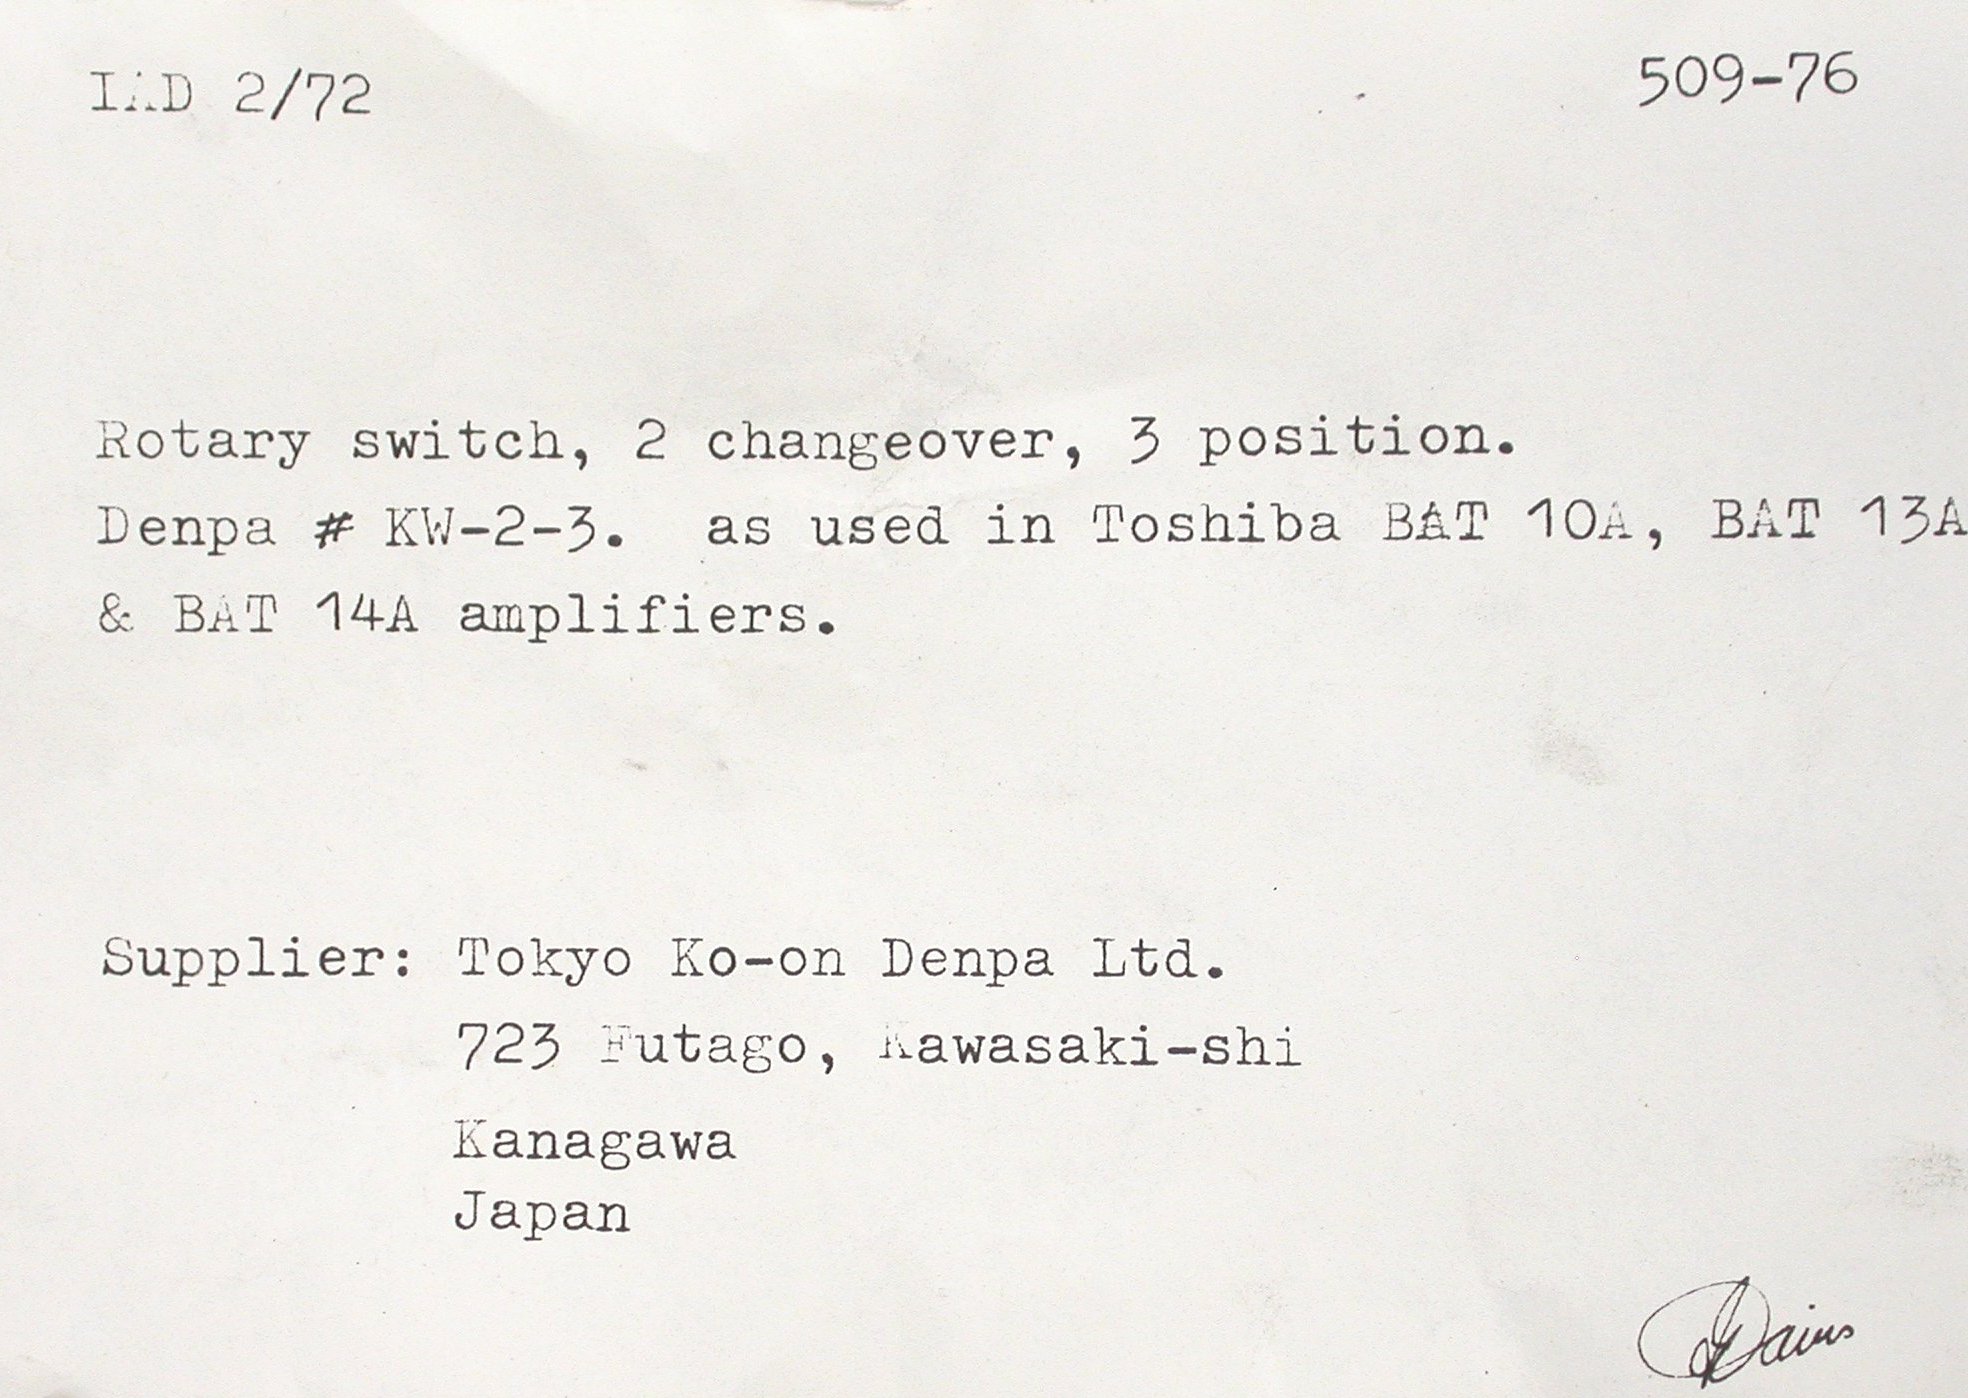 IAD 2/72 509-76
Rotary switch, 2 changeover, 3 position.
Denpa # KW-2-3. as used in Toshiba BAT 10A, BAT 13A
& BAT 14A amplifiers.
Supplier: Tokyo Ko-on Denpa Ltd.
723 Futago, Kawasaki-shi
Kanagawa
Japan